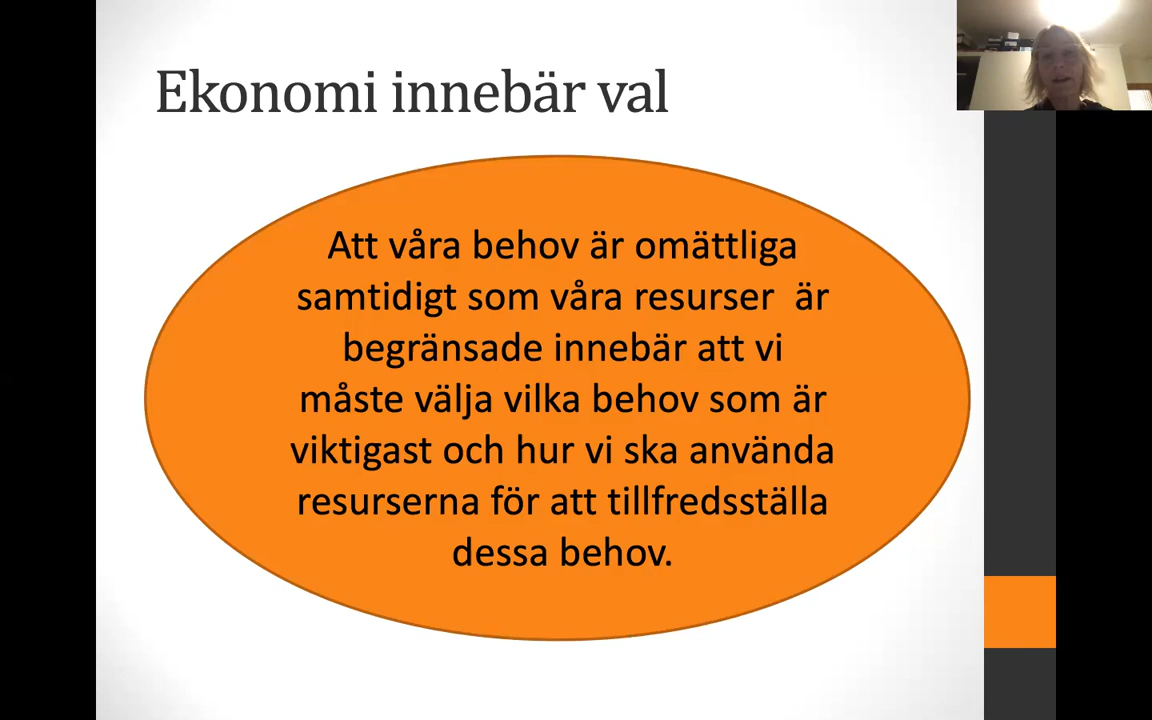 Ekonomi innebär val
Att våra behov är omättliga
samtidigt som våra resurser  är
begränsade innebär att vi
måste välja vilka behov som är
viktigast och hur vi ska använda
resurserna för att tillfredsställa
dessa behov.